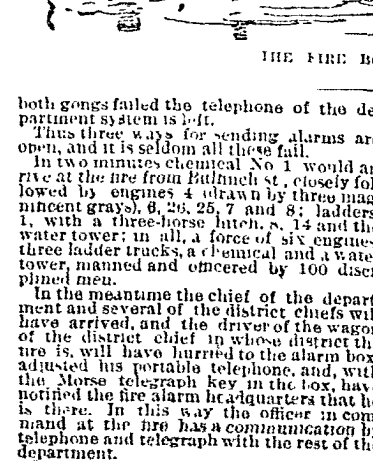 THE FIRE B
both gongs failed the telephone of the de
partment system is left.
Thus three ways for sending alarms ar
open, and it is seldom all these fail.
In two minutes chemical No 1 would ar
rive at the fire from Bulfinch st, closely fol
lowed by engines 4 (drawn by three mag
nificent grays), 6, 26, 25, 7 and 8; ladders
1, with a three-horse hitch, 8, 14 and th
water tower; in all, a force of six engines
three ladder trucks, a chemical and a wate
tower, manned and officered by 100 disci
plined men.
In the meantime the chief of the depart
ment and several of the district chiefs wil
have arrived, and the driver of the wagon
of the district chief in whose district th
fire is, will have hurried to the alarm box
adjusted his portable telephone, and, with
the Morse telegraph key in the box, hav
notified the fire alarm headquarters that h
is there. In this way the officer in com
mand at the fire has a communication b
telephone and telegraph with the rest of th
department.